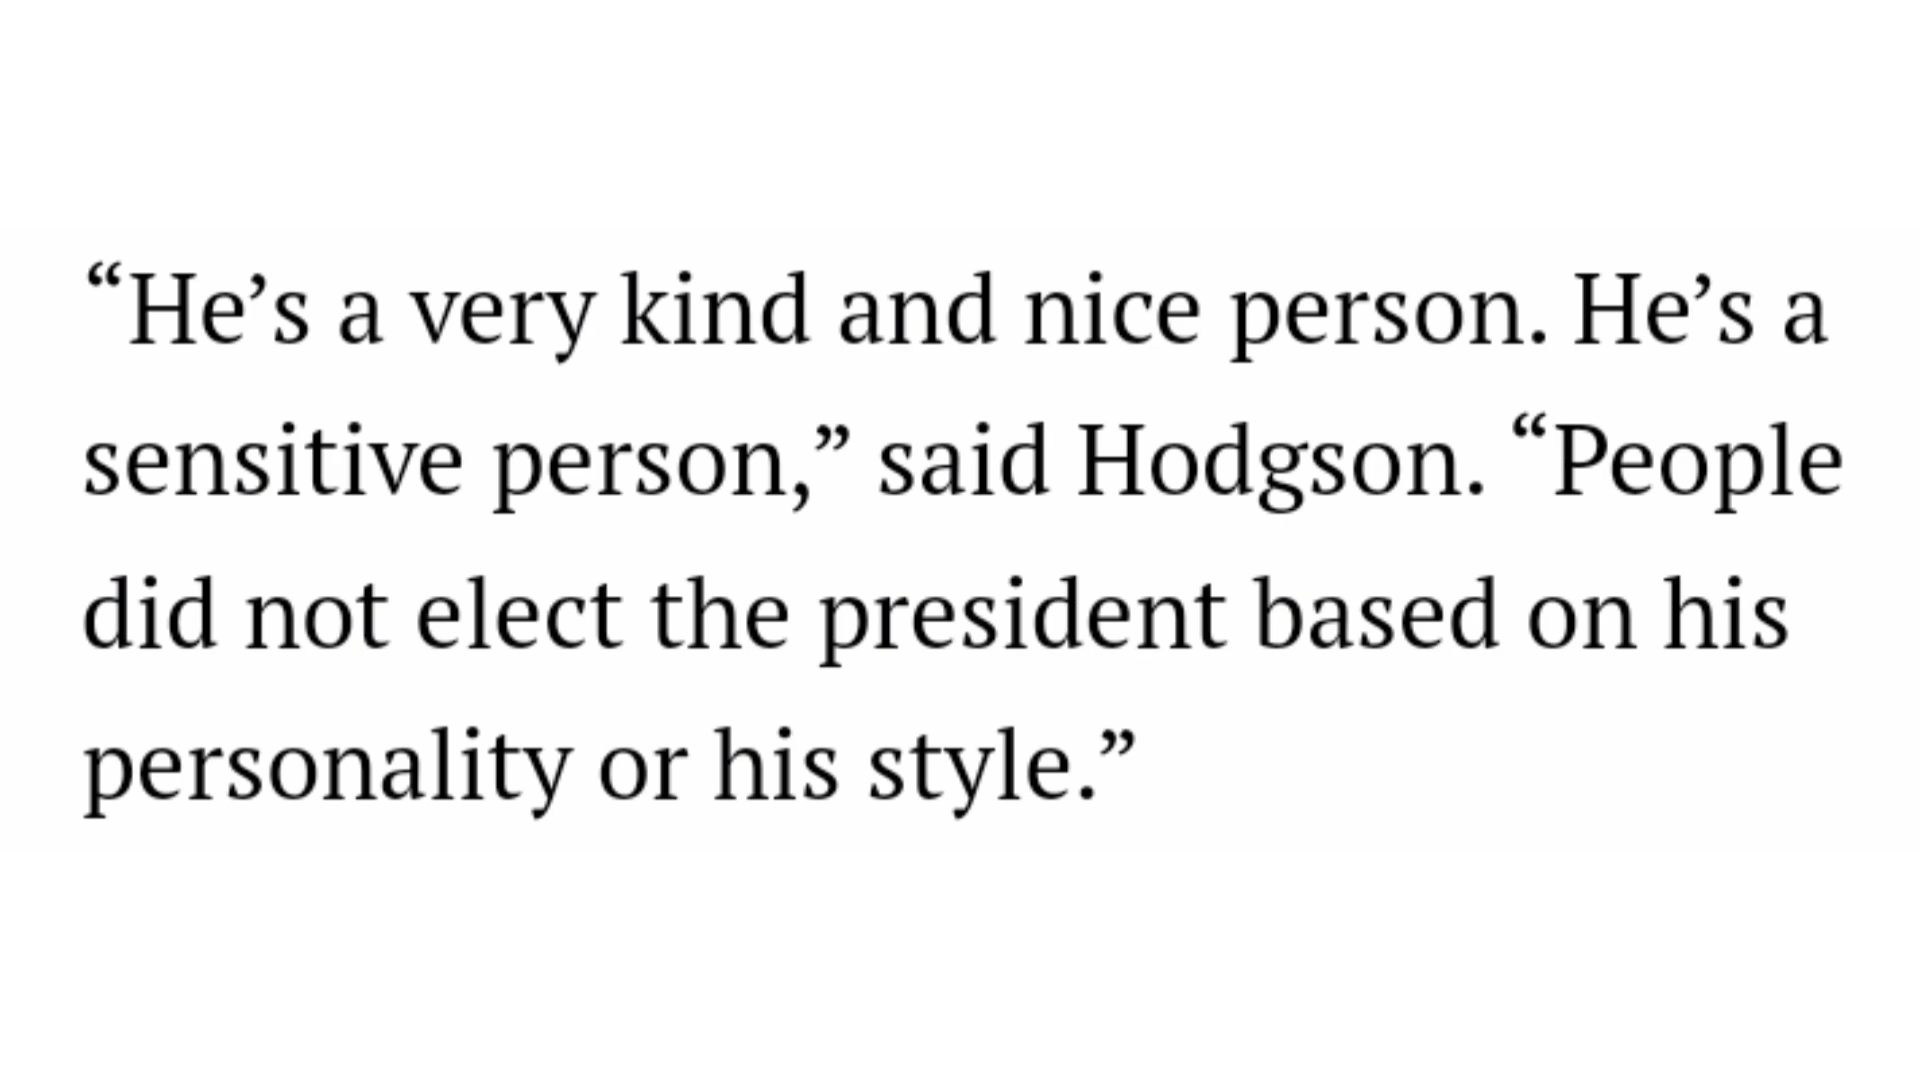 “He’s a very kind and nice person. He’s a
sensitive person,” said Hodgson. “People
did not elect the president based on his
personality or his style.”